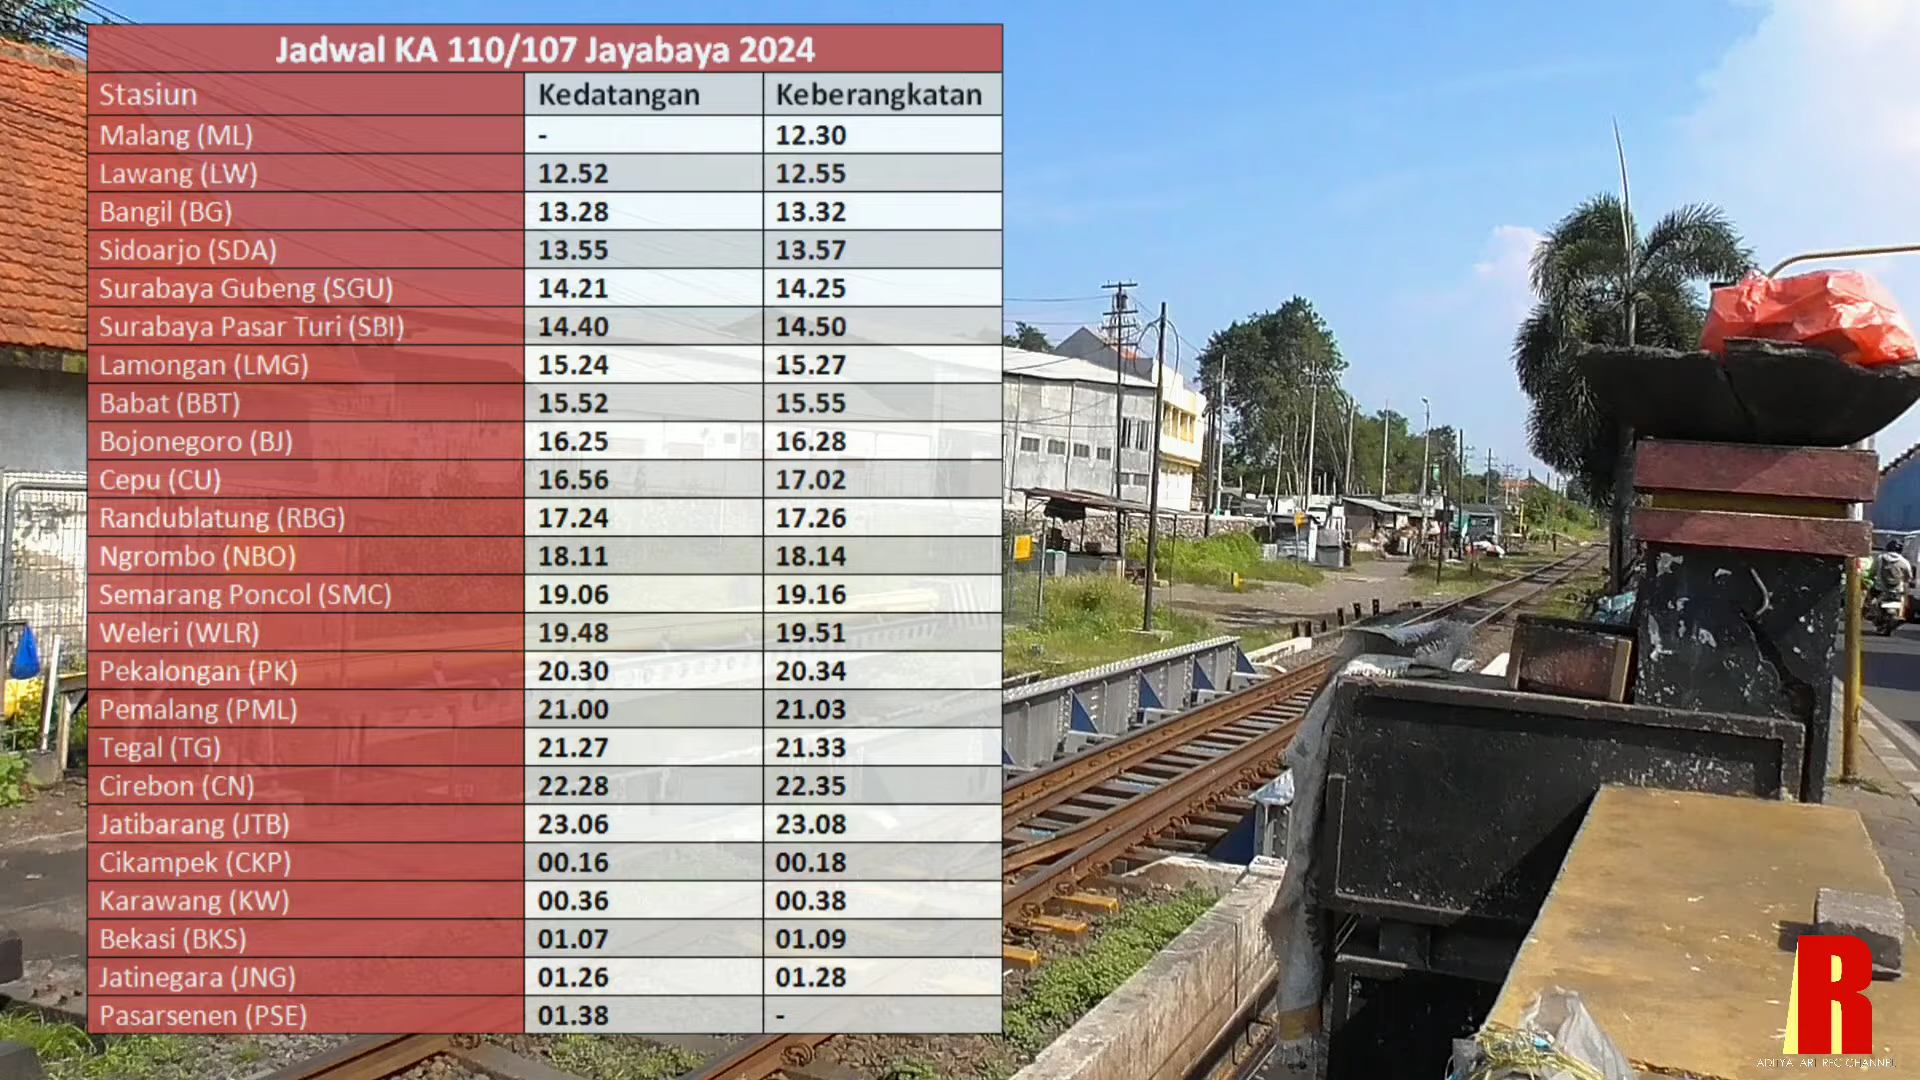 Jadwal KA 110/107 Jayabaya 2024
Stasiun Kedatangan Keberangkatan
Malang (ML) - 12.30
Lawang (LW) 12.52 12.55
Bangil (BG) 13.28 13.32
Sidoarjo (SDA) 13.55 13.57
Surabaya Gubeng (SGU) 14.21 14.25
Surabaya Pasar Turi (SBI) 14.40 14.50
Lamongan (LMG) 15.24 15.27
Babat (BBT) 15.52 15.55
Bojonegoro (BJ) 16.25 16.28
Cepu (CU) 16.56 17.02
Randublatung (RBG) 17.24 17.26
Ngrombo (NBO) 18.11 18.14
Semarang Poncol (SMC) 19.06 19.16
Weleri (WLR) 19.48 19.51
Pekalongan (PK) 20.30 20.34
Pemalang (PML) 21.00 21.03
Tegal (TG) 21.27 21.33
Cirebon (CN) 22.28 22.35
Jatibarang (JTB) 23.06 23.08
Cikampek (CKP) 00.16 00.18
Karawang (KW) 00.36 00.38
Bekasi (BKS) 01.07 01.09
Jatinegara (JNG) 01.26 01.28
Pasarsenen (PSE) 01.38 -
R
CHANNEL